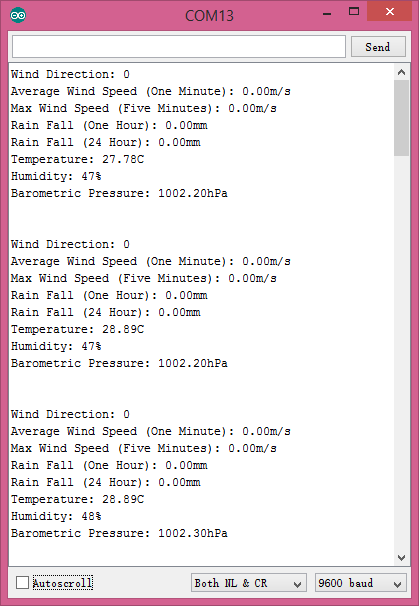 COM13
Send
Wind Direction: 0
Average Wind Speed (One Minute): 0.00m/s
Max Wind Speed (Five Minutes): 0.00m/s
Rain Fall (One Hour): 0.00mm
Rain Fall (24 Hour): 0.00mm
Temperature: 27.78C
Humidity: 47%
Barometric Pressure: 1002.20hPa
Wind Direction: 0
Average Wind Speed (One Minute): 0.00m/s
Max Wind Speed (Five Minutes): 0.00m/s
Rain Fall (One Hour): 0.00mm
Rain Fall (24 Hour): 0.00mm
Temperature: 28.89C
Humidity: 47%
Barometric Pressure: 1002.20hPa
Wind Direction: 0
Average Wind Speed (One Minute): 0.00m/s
Max Wind Speed (Five Minutes): 0.00m/s
Rain Fall (One Hour): 0.00mm
Rain Fall (24 Hour): 0.00mm
Temperature: 28.89C
Humidity: 48%
Barometric Pressure: 1002.30hPa
Autoscroll Both NL & CR 9600 baud